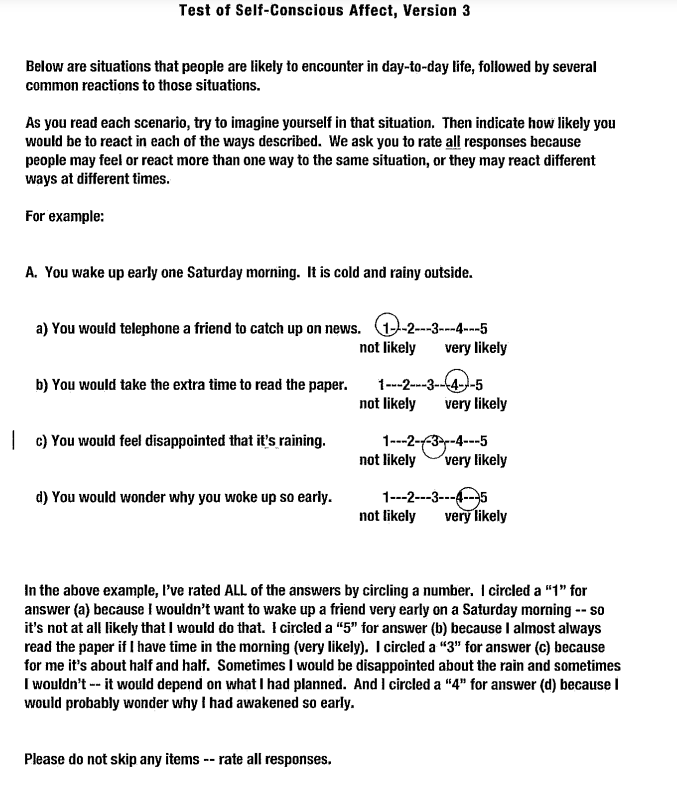 Test of Self-Conscious Affect, Version 3
Below are situations that people are likely to encounter in day-to-day life, followed by several
common reactions to those situations.
As you read each scenario, try to imagine yourself in that situation. Then indicate how likely you
would be to react in each of the ways described. We ask you to rate all responses because
people may feel or react more than one way to the same situation, or they may react different
ways at different times.
For example:
A. You wake up early one Saturday morning. It is cold and rainy outside.
a) You would telephone a friend to catch up on news. 1---2---3---4---5
not likely very likely
b) You would take the extra time to read the paper. 1---2---3---4---5
not likely very likely
c) You would feel disappointed that it's raining. 1---2---3---4---5
not likely very likely
d) You would wonder why you woke up so early. 1---2---3---4---5
not likely very likely
In the above example, I've rated ALL of the answers by circling a number. I circled a “1” for
answer (a) because I wouldn't want to wake up a friend very early on a Saturday morning -- so
it's not at all likely that I would do that. I circled a “5” for answer (b) because I almost always
read the paper if I have time in the morning (very likely). I circled a “3” for answer (c) because
for me it's about half and half. Sometimes I would be disappointed about the rain and sometimes
I wouldn't -- it would depend on what I had planned. And I circled a “4” for answer (d) because I
would probably wonder why I had awakened so early.
Please do not skip any items -- rate all responses.